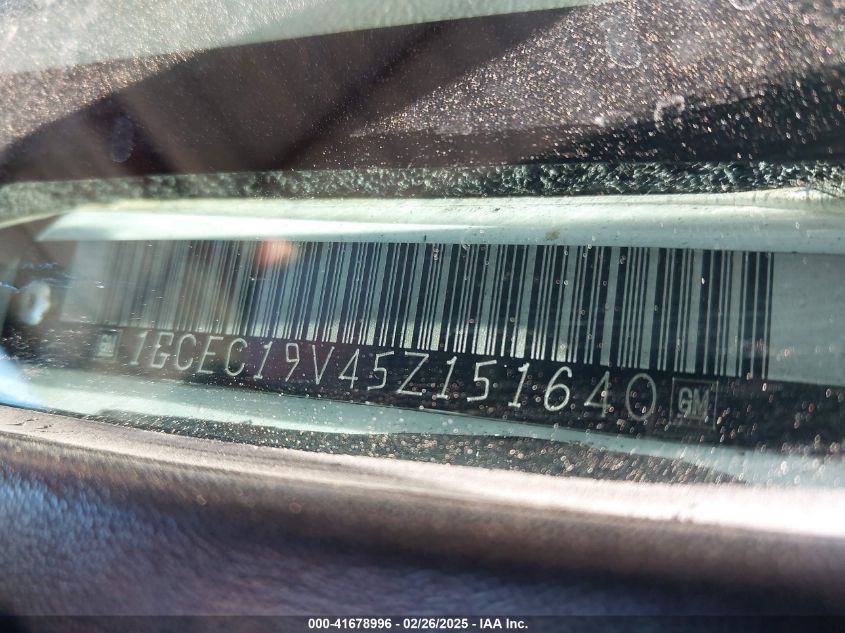 GM 1GCEC19V45Z151640 GM
000-41678996 - 02/26/2025 - IAA Inc.